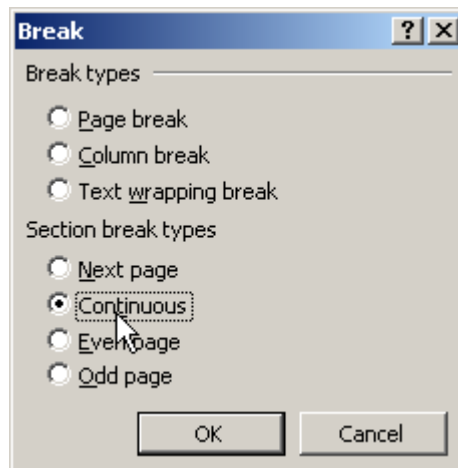 Break
Break types
Page break
Column break
Text wrapping break
Section break types
Next page
Continuous
Even page
Odd page
OK Cancel